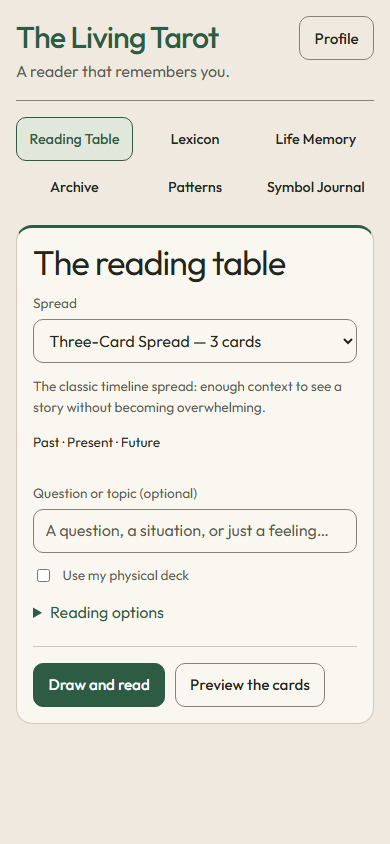 The Living Tarot
Profile
A reader that remembers you.
Reading Table
Lexicon
Life Memory
Archive
Patterns
Symbol Journal
The reading table
Spread
Three-Card Spread — 3 cards
The classic timeline spread: enough context to see a
story without becoming overwhelming.
Past · Present · Future
Question or topic (optional)
A question, a situation, or just a feeling…
Use my physical deck
Reading options
Draw and read
Preview the cards